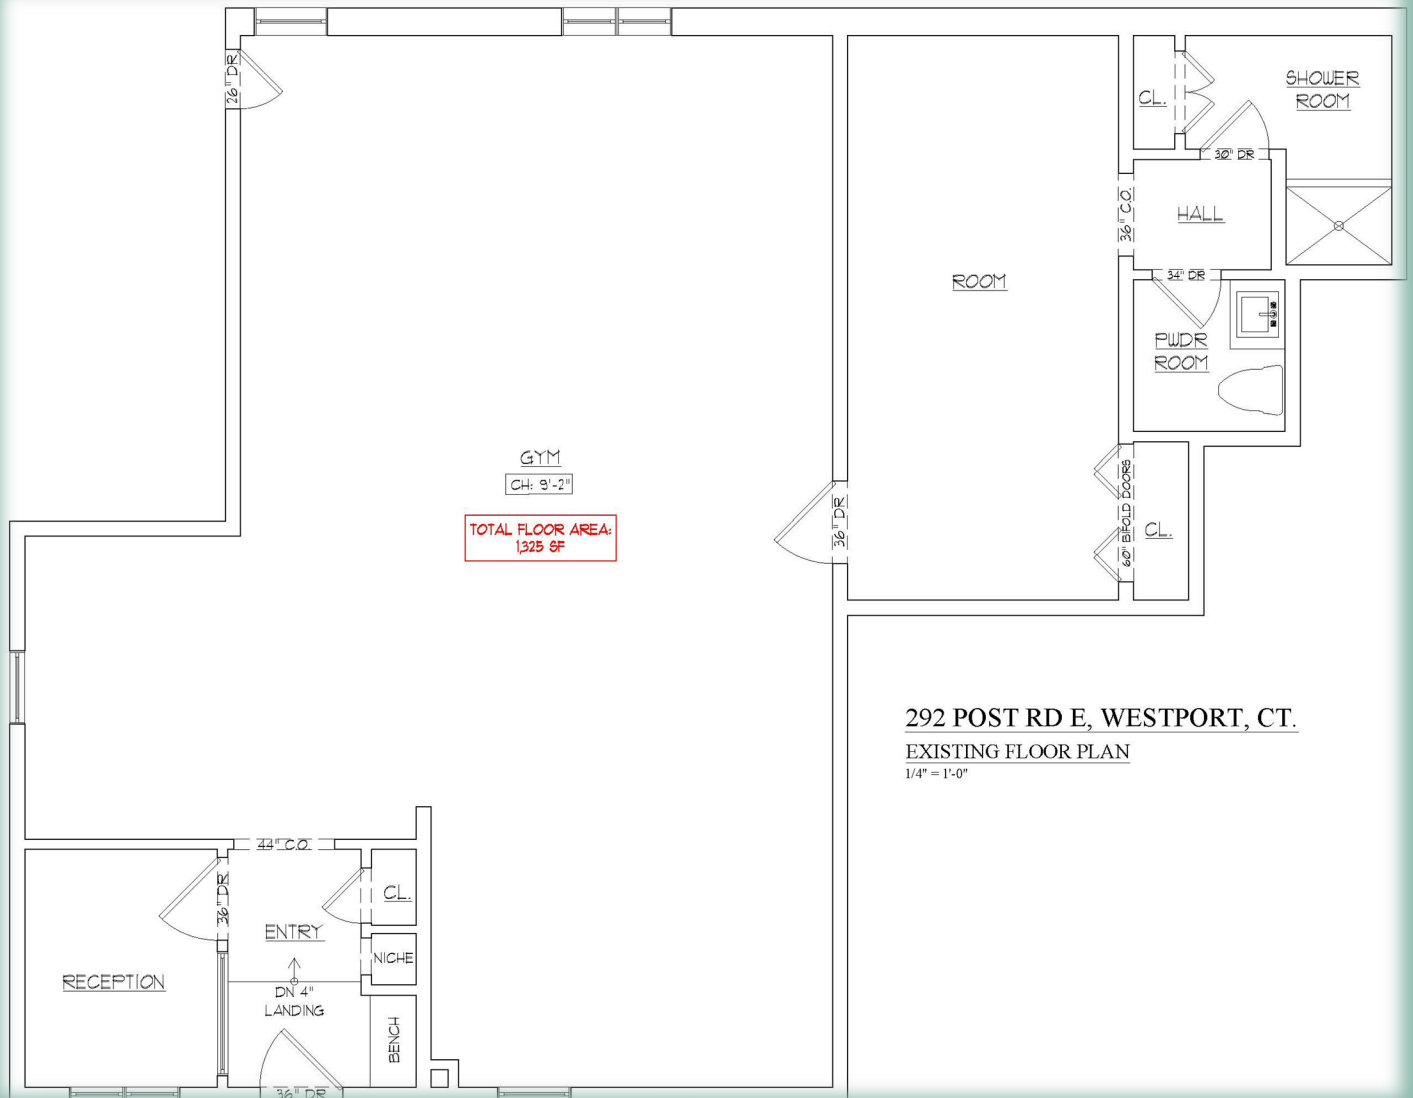 26" DR
CL.
SHOWER
ROOM
30" DR
36" C.O.
HALL
34" DR
ROOM
PWDR
ROOM
GYM
CH: 9'-2"
TOTAL FLOOR AREA:
1,325 SF
36" DR
60" BIFOLD DOORS
CL.
292 POST RD E, WESTPORT, CT.
EXISTING FLOOR PLAN
1/4" = 1'-0"
44" C.O.
36" DR
CL.
ENTRY
NICHE
RECEPTION
DN 4"
LANDING
BENCH
36" DR